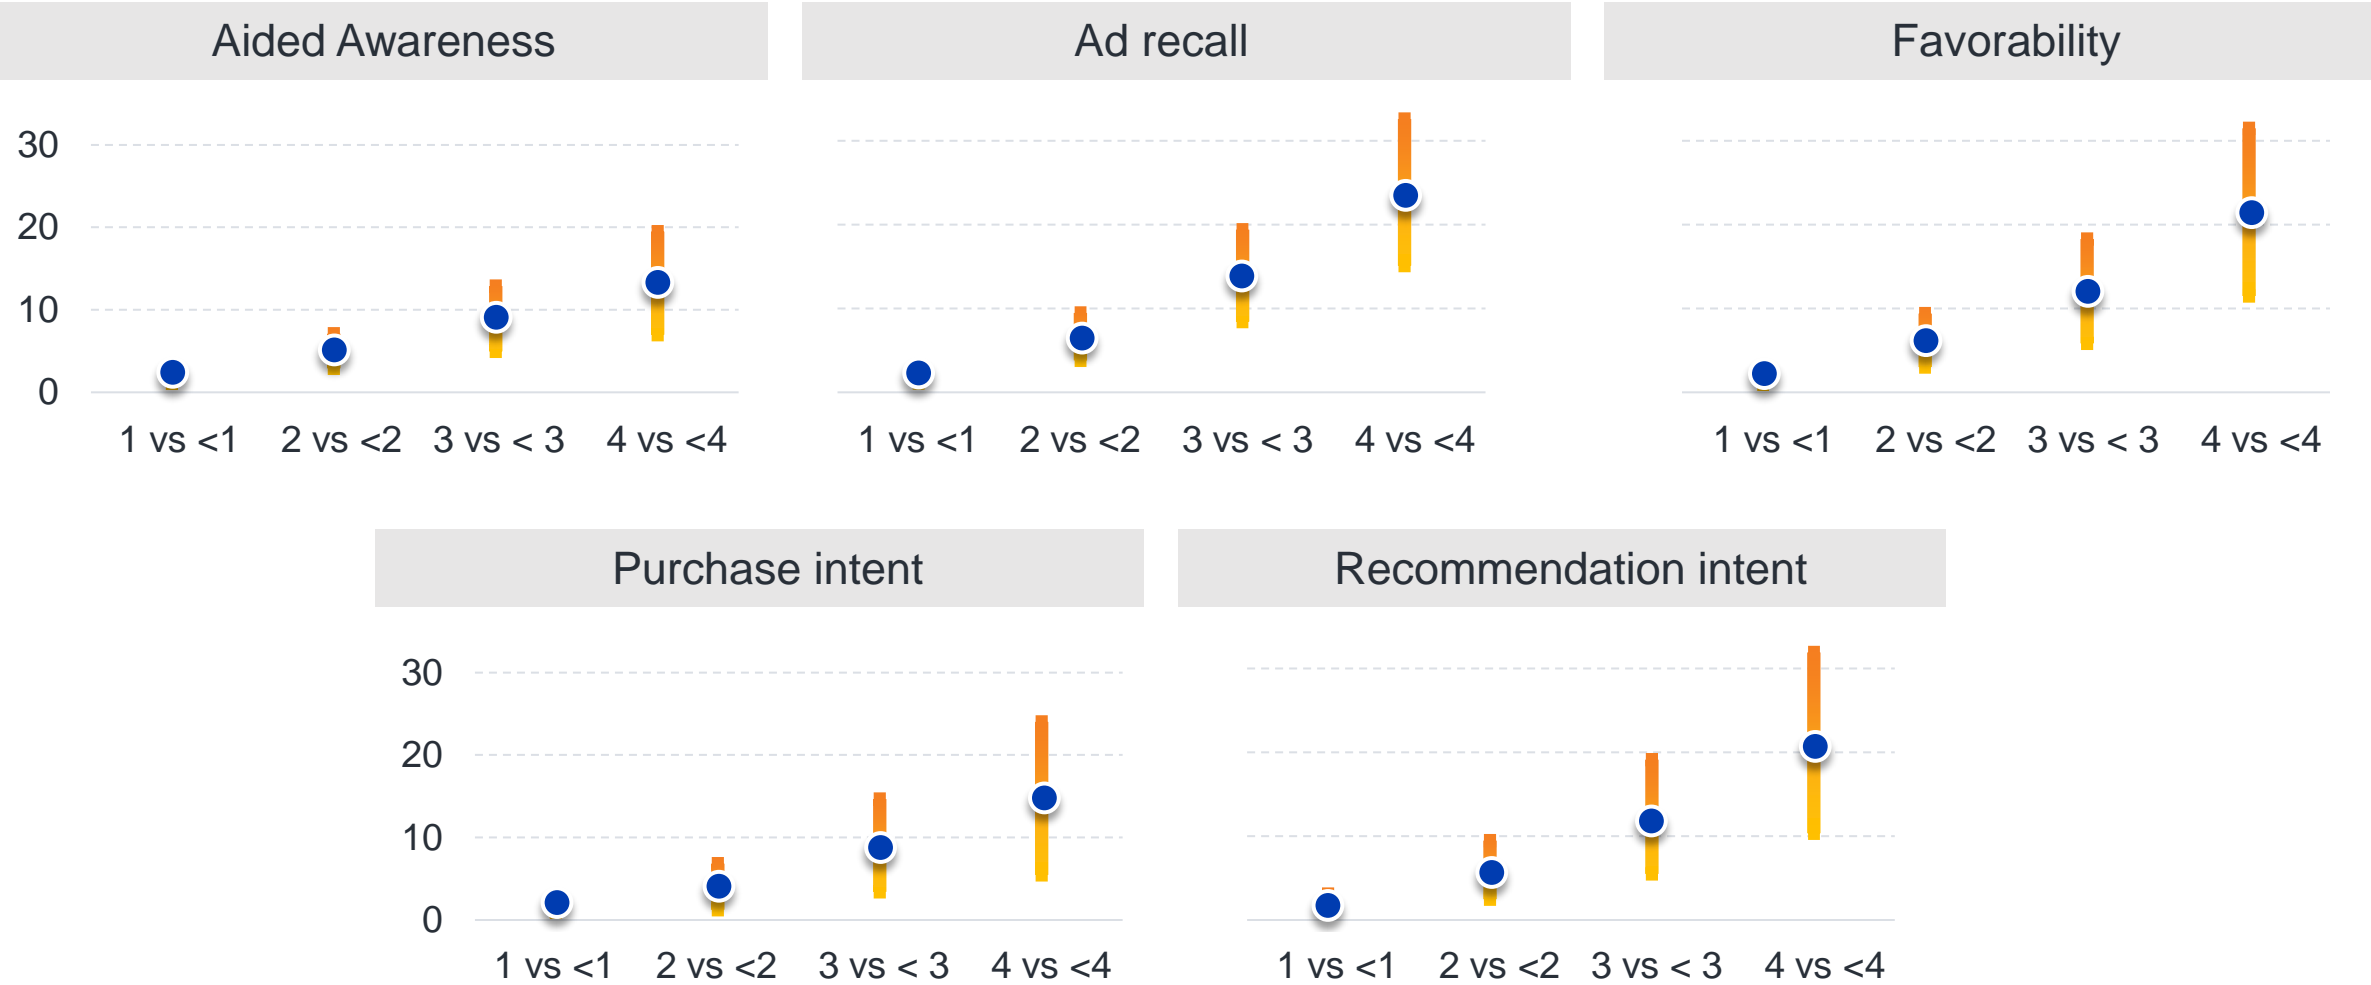 Aided Awareness
Ad recall
Favorability
30
20
10
0
1 vs <1 2 vs <2 3 vs < 3 4 vs <4
1 vs <1 2 vs <2 3 vs < 3 4 vs <4
1 vs <1 2 vs <2 3 vs < 3 4 vs <4
Purchase intent
Recommendation intent
30
20
10
0
1 vs <1 2 vs <2 3 vs < 3 4 vs <4
1 vs <1 2 vs <2 3 vs < 3 4 vs <4